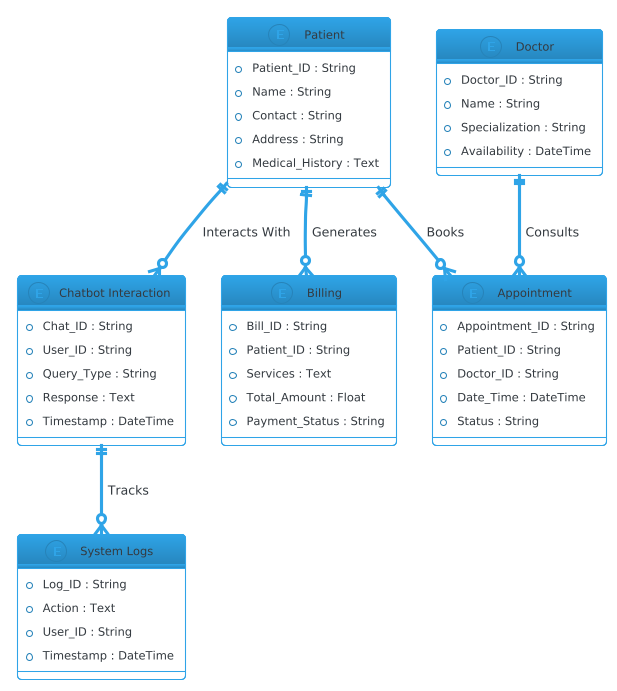 E Patient
Patient_ID : String
Name : String
Contact : String
Address : String
Medical_History : Text
E Doctor
Doctor_ID : String
Name : String
Specialization : String
Availability : DateTime
Interacts With
Generates
Books
Consults
E Chatbot Interaction
Chat_ID : String
User_ID : String
Query_Type : String
Response : Text
Timestamp : DateTime
E Billing
Bill_ID : String
Patient_ID : String
Services : Text
Total_Amount : Float
Payment_Status : String
E Appointment
Appointment_ID : String
Patient_ID : String
Doctor_ID : String
Date_Time : DateTime
Status : String
Tracks
E System Logs
Log_ID : String
Action : Text
User_ID : String
Timestamp : DateTime